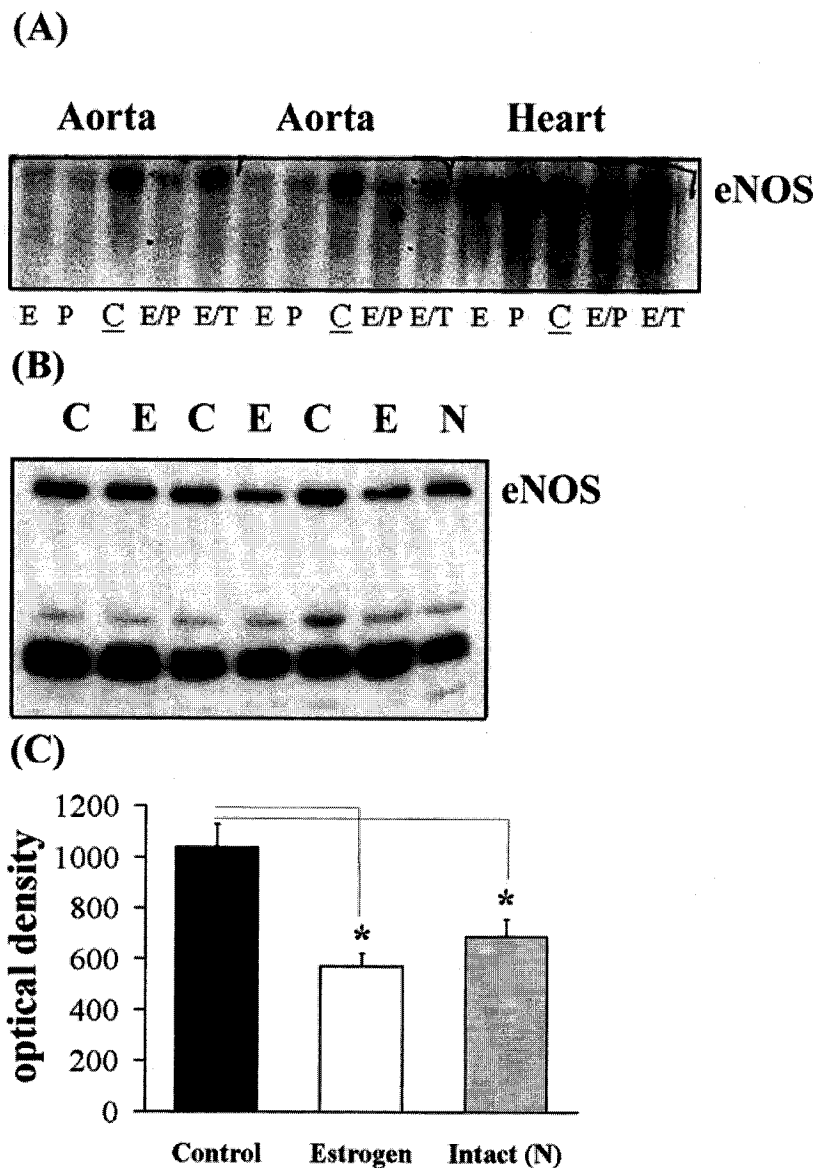 (A)
Aorta Aorta Heart
eNOS
E P C E/P E/T E P C E/P E/T E P C E/P E/T
(B)
C E C E C E N
eNOS
(C)
optical density
1200
1000
800
600
400
200
0
*
*
Control Estrogen Intact (N)